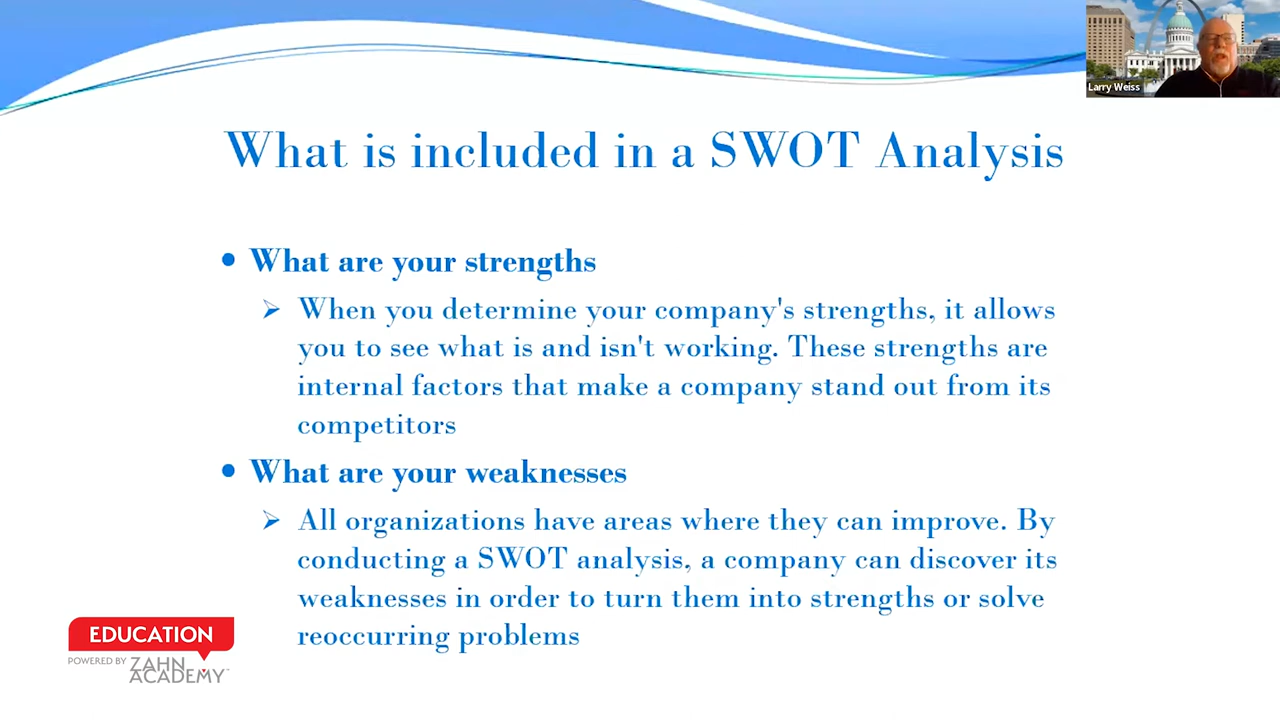 Larry Weiss
What is included in a SWOT Analysis
• What are your strengths
➢ When you determine your company's strengths, it allows
you to see what is and isn't working. These strengths are
internal factors that make a company stand out from its
competitors
• What are your weaknesses
➢ All organizations have areas where they can improve. By
conducting a SWOT analysis, a company can discover its
weaknesses in order to turn them into strengths or solve
reoccurring problems
EDUCATION
POWERED BY ZAHN
ACADEMY